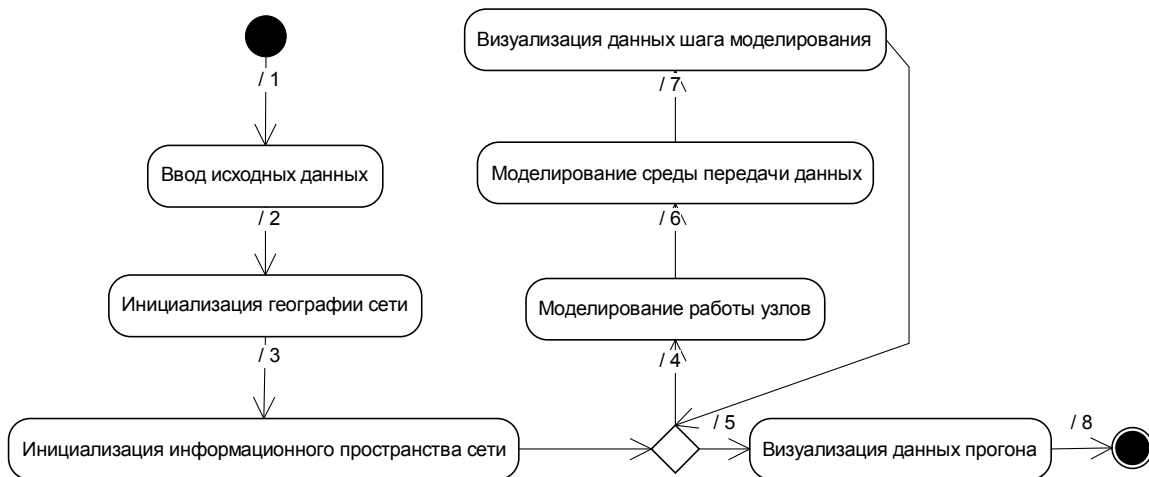 / 1
Ввод исходных данных
/ 2
Инициализация географии сети
/ 3
Инициализация информационного пространства сети
Визуализация данных шага моделирования
/ 7
Моделирование среды передачи данных
/ 6
Моделирование работы узлов
/ 4
/ 5
Визуализация данных прогона
/ 8